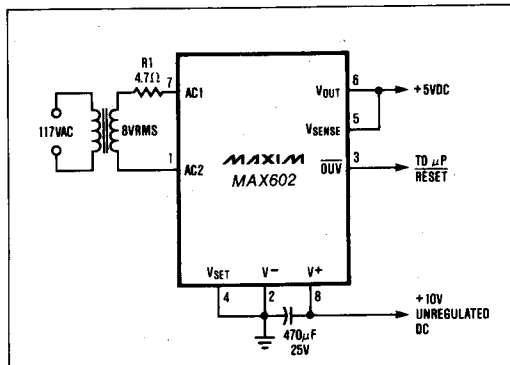 R1
4.7Ω
7
AC1
117VAC
8VRMS
1
AC2
MAXIM
MAX602
VOUT
6
+5VDC
VSENSE
5
OUV
3
TO µP
RESET
VSET
V−
V+
4
2
8
470µF
25V
+10V
UNREGULATED
DC